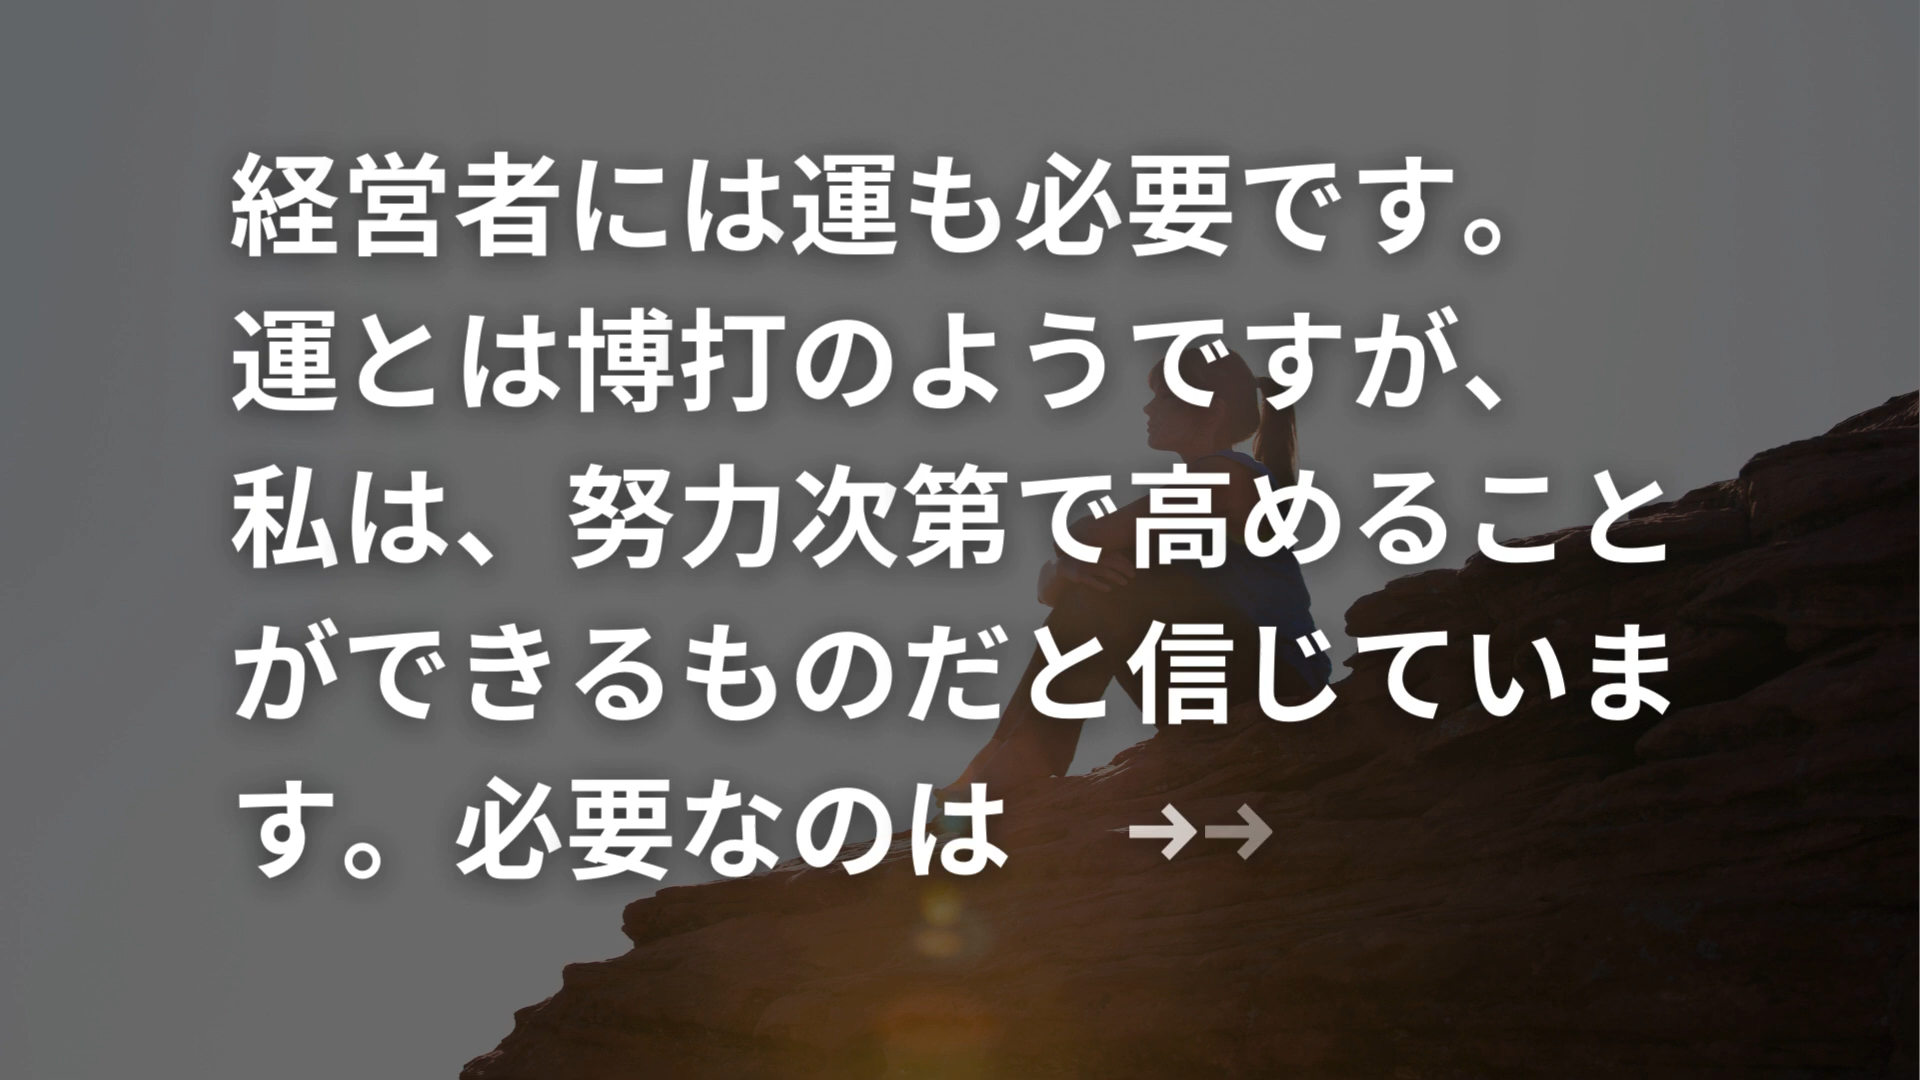 経営者には運も必要です。
運とは博打のようですが、
私は、努力次第で高めること
ができるものだと信じていま
す。必要なのは　→→